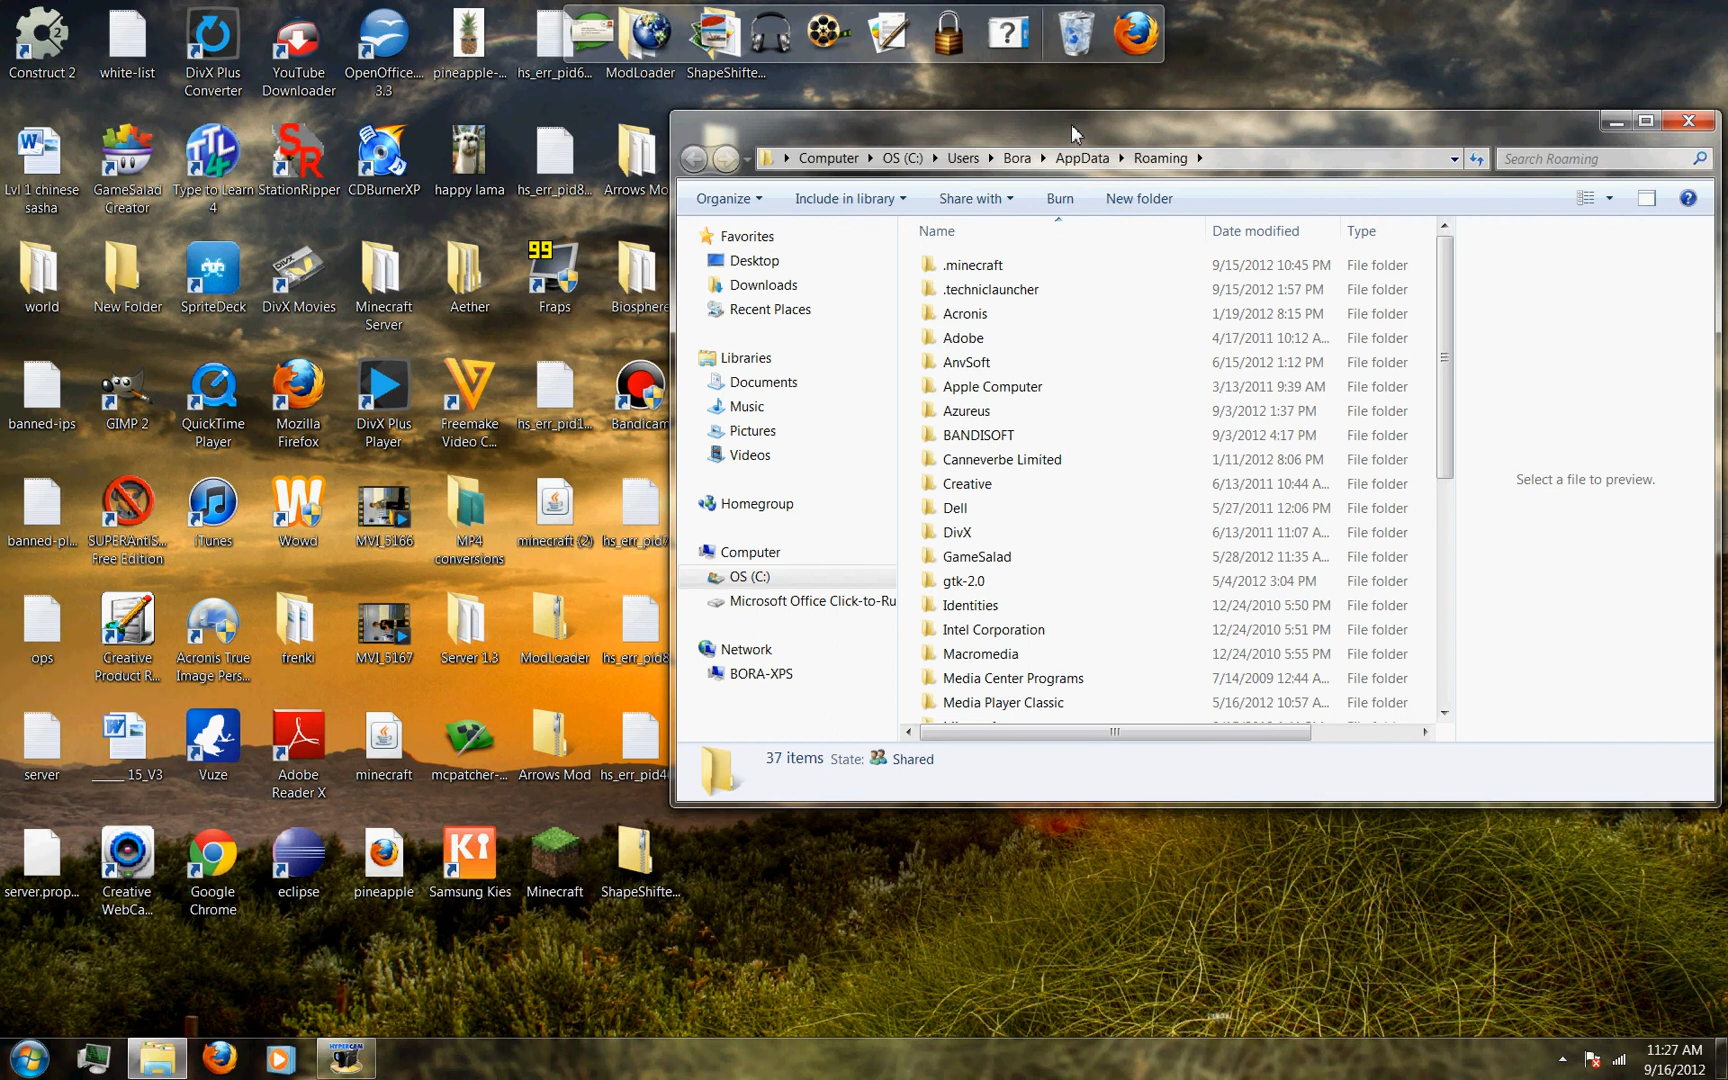 Construct 2
white-list
DivX Plus
Converter
YouTube
Downloader
OpenOffice....
3.3
pineapple-...
hs_err_pid6...
ModLoader
ShapeShifte...
Lvl 1 chinese
sasha
GameSalad
Creator
Type to Learn
4
StationRipper
CDBurnerXP
happy lama
hs_err_pid8...
Arrows Mo
world
New Folder
SpriteDeck
DivX Movies
Minecraft
Server
Aether
99
Fraps
Biosphere
banned-ips
GIMP 2
QuickTime
Player
Mozilla
Firefox
DivX Plus
Player
Freemake
Video C...
hs_err_pid1...
Bandicam
banned-pl...
SUPERAntiS...
Free Edition
iTunes
Wowd
MVI_5166
MP4
conversions
minecraft (2)
hs_err_pid7
ops
Creative
Product R...
Acronis True
Image Pers...
frenki
MVI_5167
Server 1.3
ModLoader
hs_err_pid8
server
_____ 15_V3
Vuze
Adobe
Reader X
minecraft
mcpatcher-...
Arrows Mod
hs_err_pid4
server.prop...
Creative
WebCa...
Google
Chrome
eclipse
pineapple
Ki
Samsung Kies
Minecraft
ShapeShifte...
Computer OS (C:) Users Bora AppData Roaming
Search Roaming
Organize Include in library Share with Burn New folder
Favorites
Desktop
Downloads
Recent Places
Libraries
Documents
Music
Pictures
Videos
Homegroup
Computer
OS (C:)
Microsoft Office Click-to-Ru
Network
BORA-XPS
Name Date modified Type
.minecraft 9/15/2012 10:45 PM File folder
.techniclauncher 9/15/2012 1:57 PM File folder
Acronis 1/19/2012 8:15 PM File folder
Adobe 4/17/2011 10:12 A... File folder
AnvSoft 6/15/2012 1:12 PM File folder
Apple Computer 3/13/2011 9:39 AM File folder
Azureus 9/3/2012 1:37 PM File folder
BANDISOFT 9/3/2012 4:17 PM File folder
Canneverbe Limited 1/11/2012 8:06 PM File folder
Creative 6/13/2011 10:44 A... File folder
Dell 5/27/2011 12:06 PM File folder
DivX 6/13/2011 11:07 A... File folder
GameSalad 5/28/2012 11:35 A... File folder
gtk-2.0 5/4/2012 3:04 PM File folder
Identities 12/24/2010 5:50 PM File folder
Intel Corporation 12/24/2010 5:51 PM File folder
Macromedia 12/24/2010 5:55 PM File folder
Media Center Programs 7/14/2009 12:44 A... File folder
Media Player Classic 5/16/2012 10:57 A... File folder
Select a file to preview.
37 items State: Shared
HYPERCAM
11:27 AM
9/16/2012